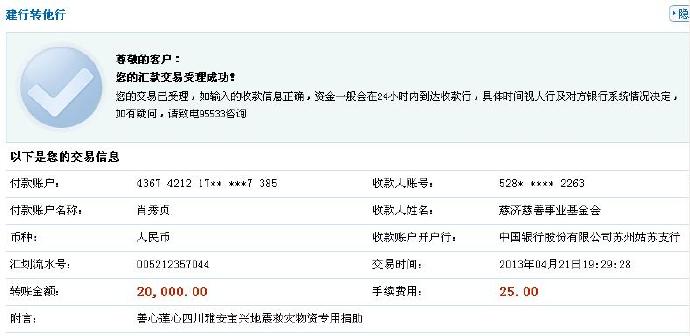 建行转他行
隐
尊敬的客户：
您的汇款交易受理成功！
您的交易已受理，如输入的收款信息正确，资金一般会在24小时内到达收款行，具体时间视人行及对方银行系统情况决定，
如有疑问，请致电95533咨询
以下是您的交易信息
付款账户： 4367 4212 17** ***7 385 收款人账号： 528* **** 2263
付款账户名称： 肖秀贞 收款人姓名： 慈济慈善事业基金会
币种： 人民币 收款账户开户行： 中国银行股份有限公司苏州姑苏支行
汇划流水号： 005212357044 交易时间： 2013年04月21日19:29:28
转账金额： 20,000.00 手续费用： 25.00
附言： 善心莲心四川雅安宝兴地震救灾物资专用捐助